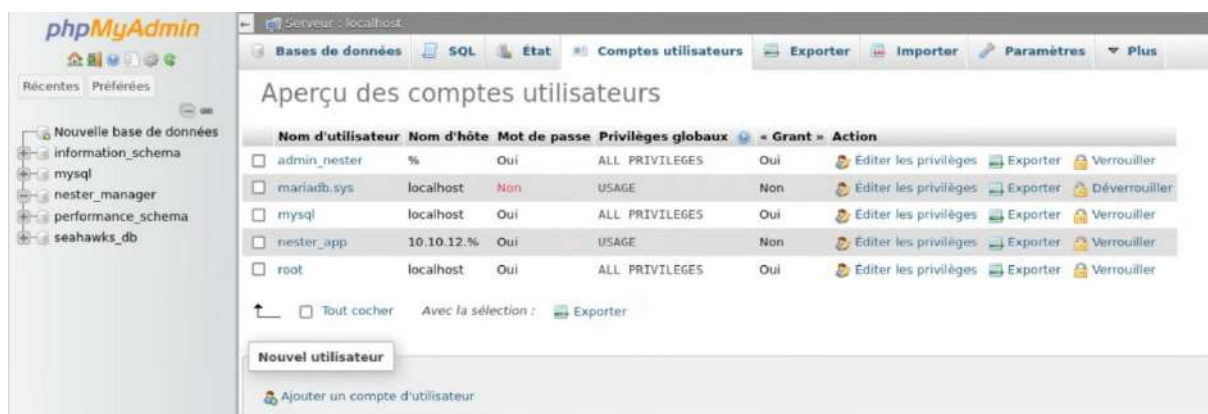 phpMyAdmin
Récentes Préférées
Nouvelle base de données
information_schema
mysql
nester_manager
performance_schema
seahawks_db
Serveur : localhost
Bases de données SQL État Comptes utilisateurs Exporter Importer Paramètres Plus
Aperçu des comptes utilisateurs
Nom d'utilisateur Nom d'hôte Mot de passe Privilèges globaux « Grant » Action
admin_nester % Oui ALL PRIVILEGES Oui Éditer les privilèges Exporter Verrouiller
mariadb.sys localhost Non USAGE Non Éditer les privilèges Exporter Déverrouiller
mysql localhost Oui ALL PRIVILEGES Oui Éditer les privilèges Exporter Verrouiller
nester_app 10.10.12.% Oui USAGE Non Éditer les privilèges Exporter Verrouiller
root localhost Oui ALL PRIVILEGES Oui Éditer les privilèges Exporter Verrouiller
Tout cocher Avec la sélection : Exporter
Nouvel utilisateur
Ajouter un compte d'utilisateur